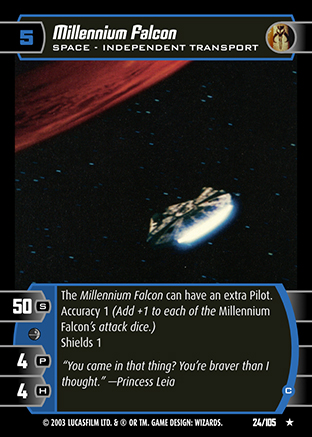 5 Millennium Falcon
SPACE - INDEPENDENT TRANSPORT
50 S
4 P
4 H
The Millennium Falcon can have an extra Pilot.
Accuracy 1 (Add +1 to each of the Millennium
Falcon's attack dice.)
Shields 1
“You came in that thing? You're braver than I
thought.” —Princess Leia
C
© 2003 LUCASFILM LTD. & ® OR TM. GAME DESIGN: WIZARDS. 24/105 ★